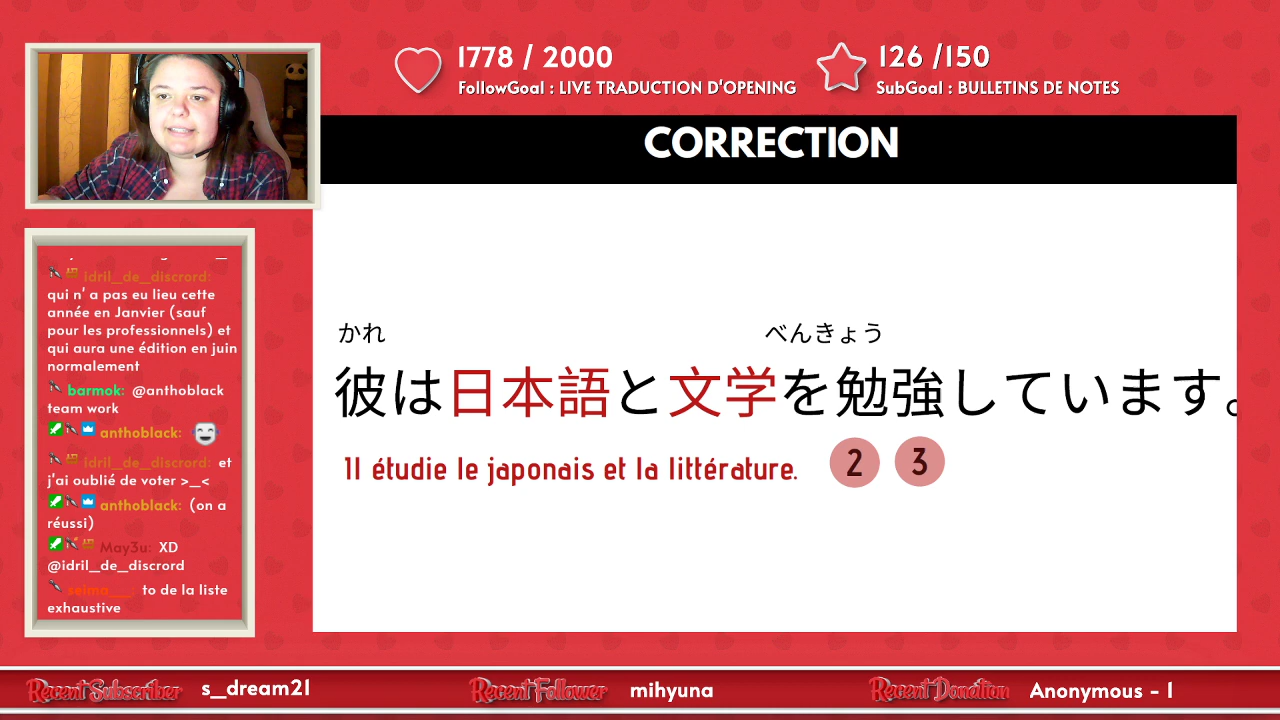 1778 / 2000
FollowGoal : LIVE TRADUCTION D'OPENING
126 /150
SubGoal : BULLETINS DE NOTES
CORRECTION
かれ べんきょう
彼は日本語と文学を勉強しています。
Il étudie le japonais et la littérature. 2 3
idril_de_discrord:
qui n' a pas eu lieu cette
année en Janvier (sauf
pour les professionnels) et
qui aura une édition en juin
normalement
barmok: @anthoblack
team work
anthoblack:
idril_de_discrord: et
j'ai oublié de voter >_<
anthoblack: (on a
réussi)
May3u: XD
@idril_de_discord
to de la liste
exhaustive
Recent Subscriber s_dream21
Recent Follower mihyuna
Recent Donation Anonymous - 1